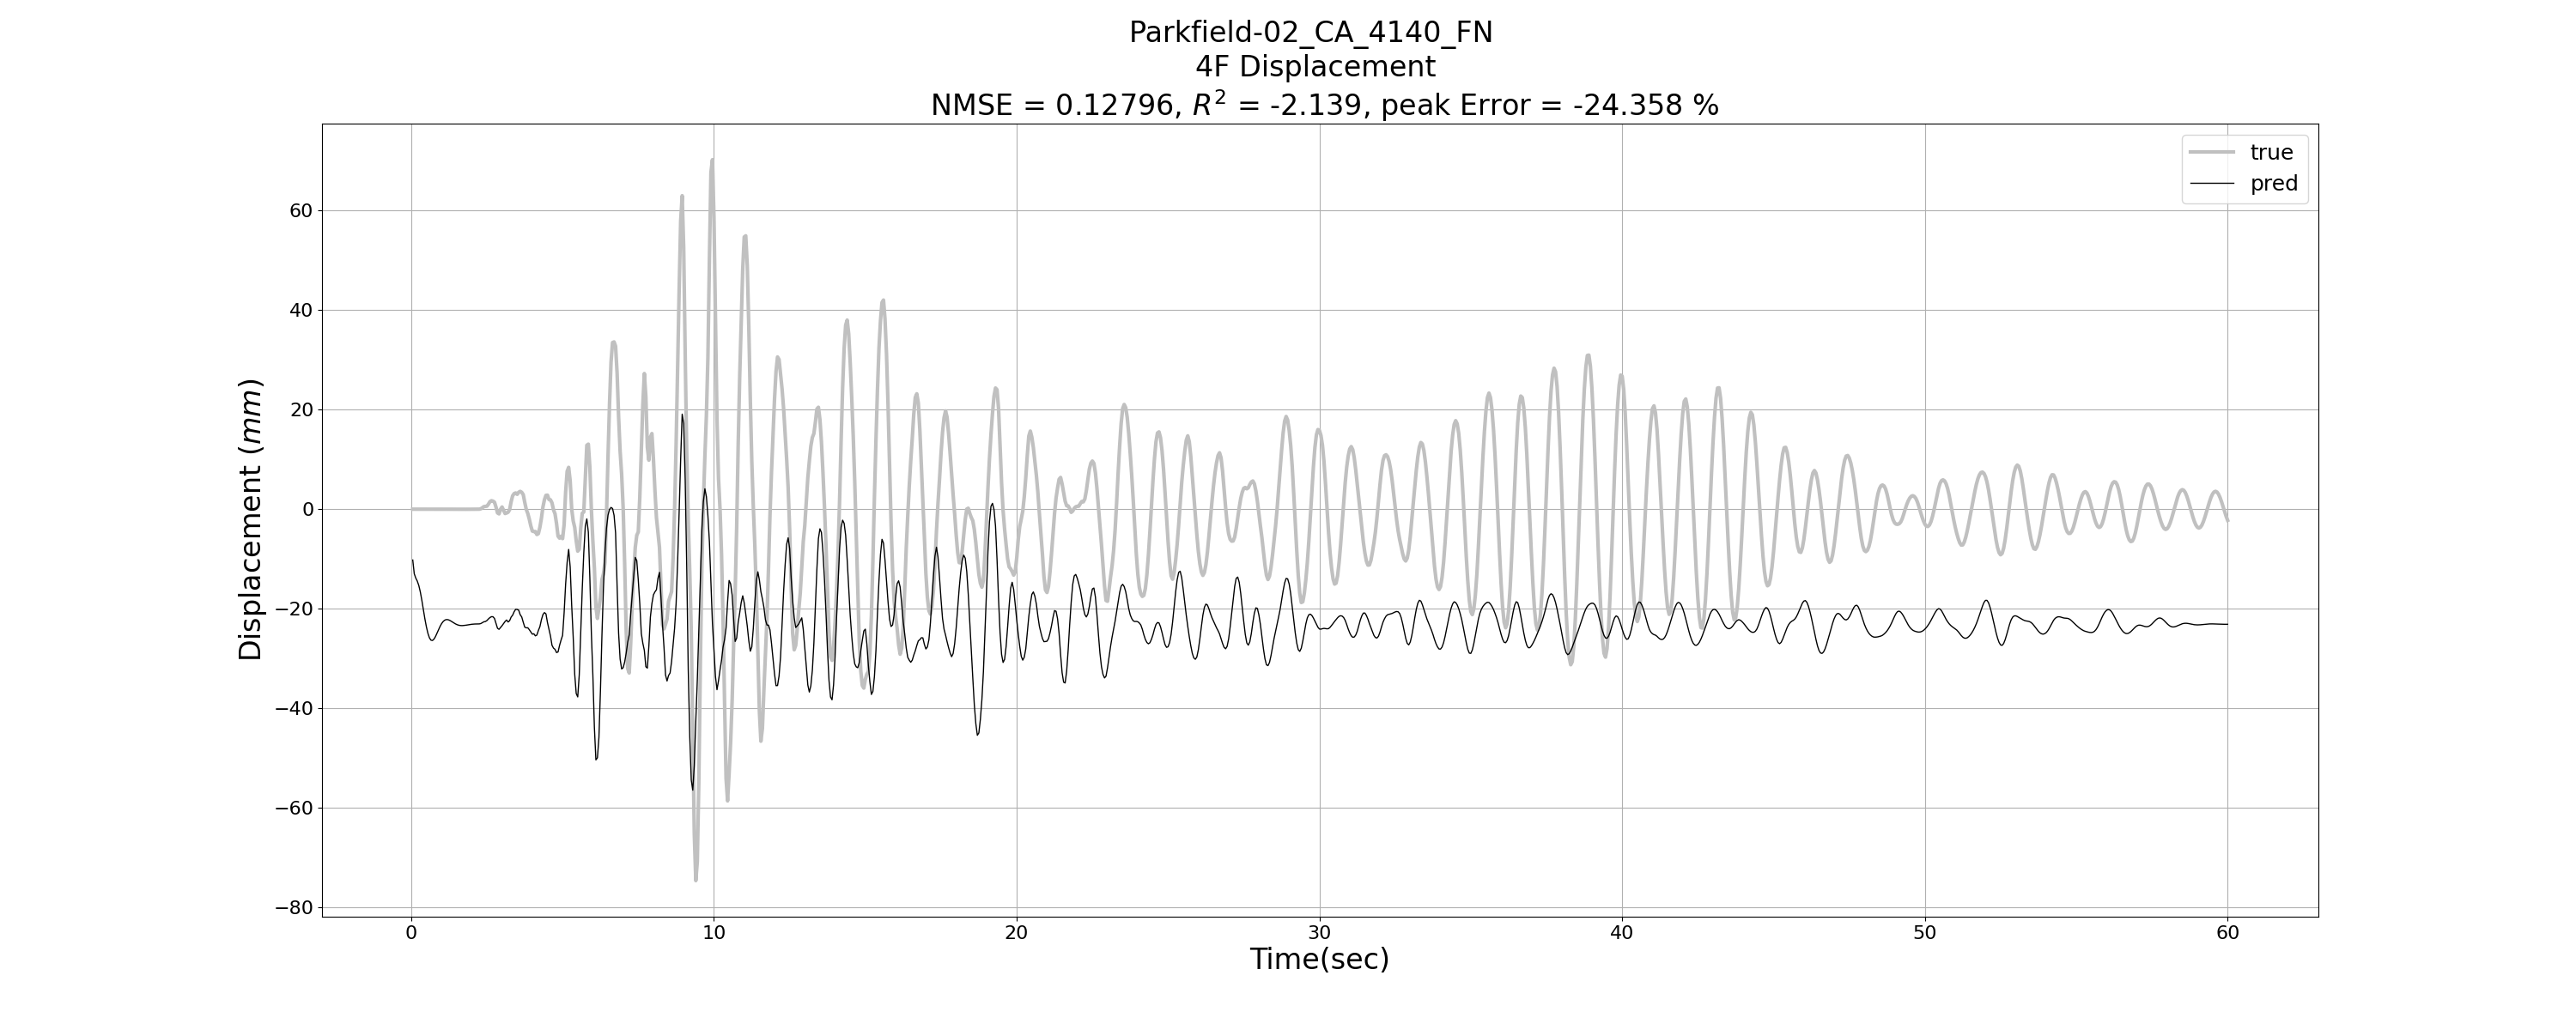 Parkfield-02_CA_4140_FN
4F Displacement
NMSE = 0.12796, R² = -2.139, peak Error = -24.358 %
true
pred
Displacement (mm)
60
40
20
0
−20
−40
−60
−80
0 10 20 30 40 50 60
Time(sec)